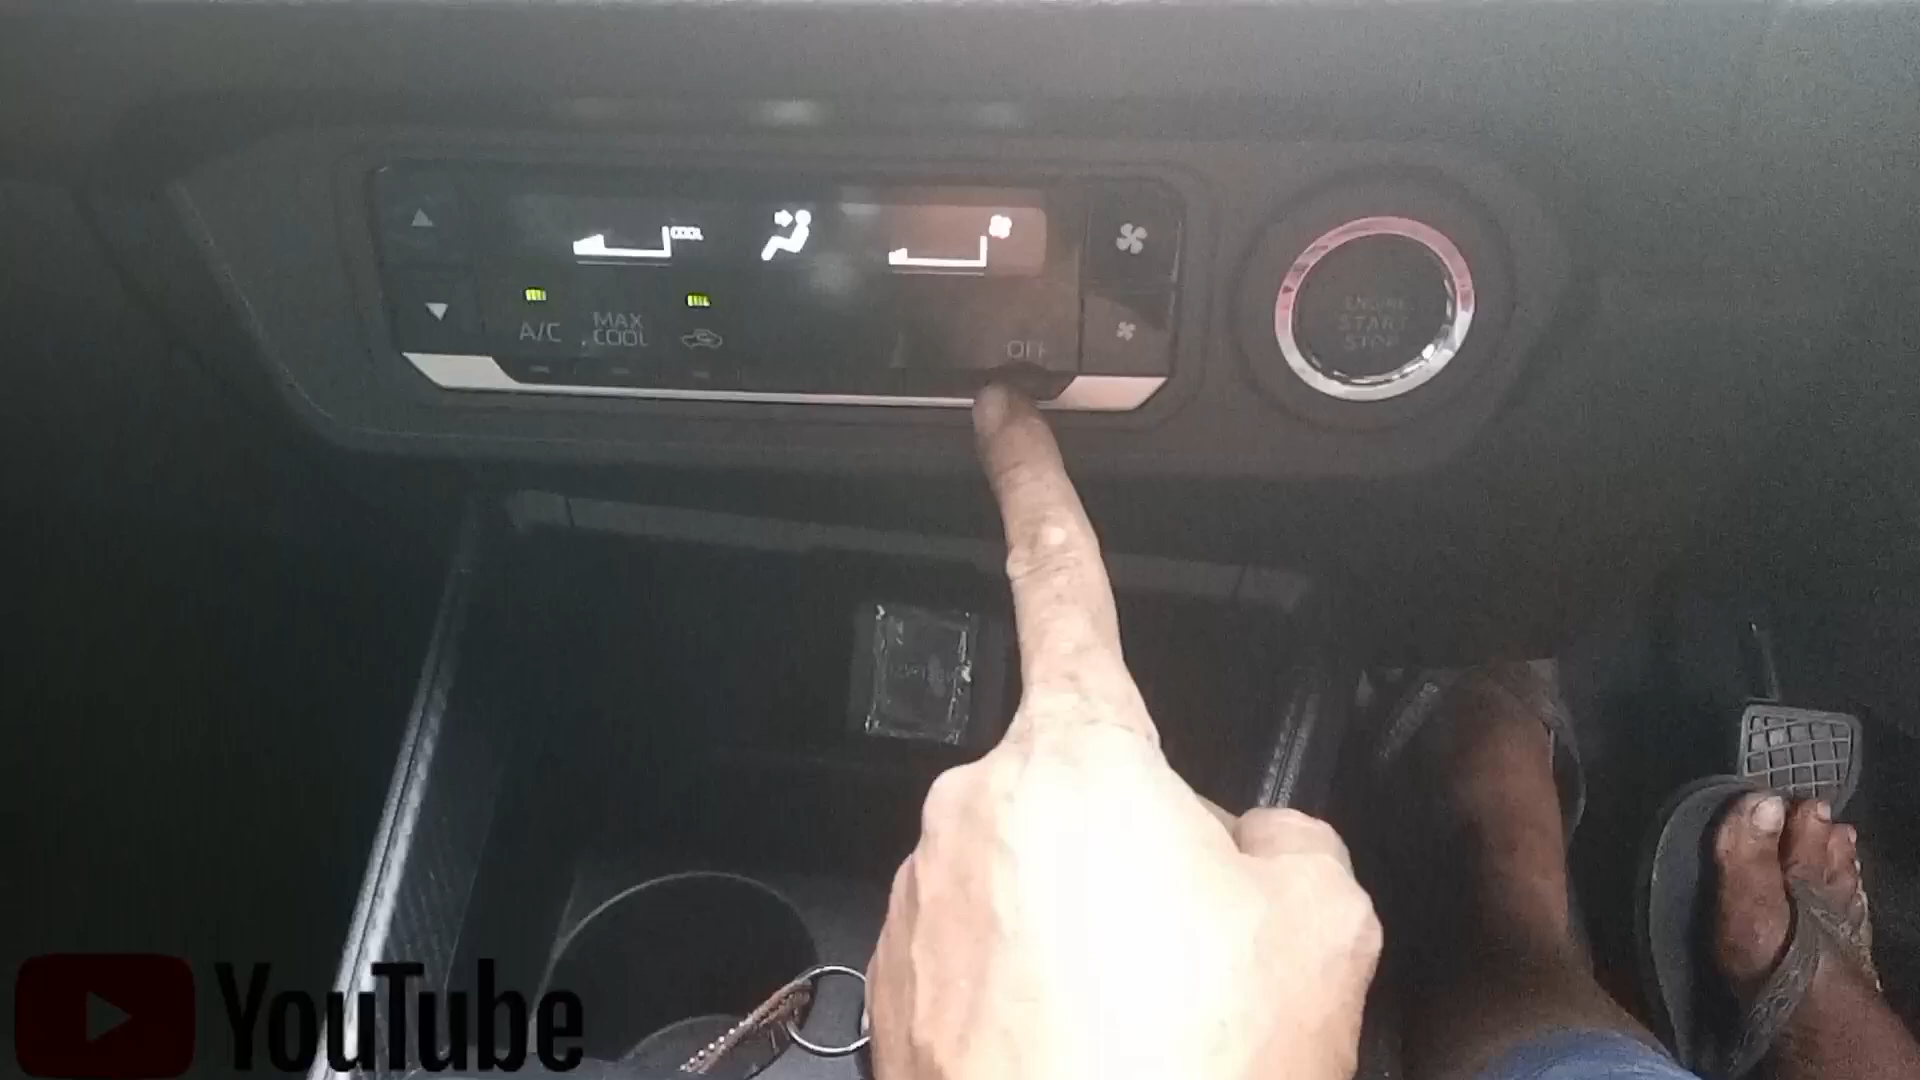 COOL
A/C
MAX
COOL
OFF
ENGINE
START
STOP
YouTube